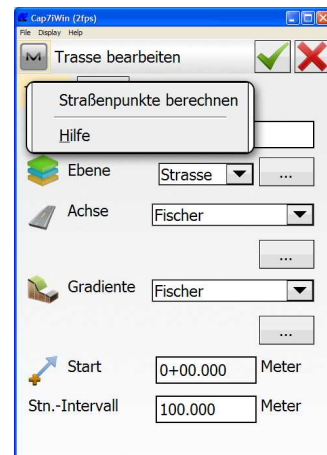 Cap7iWin (2fps)
File Display Help
M Trasse bearbeiten
Straßenpunkte berechnen
Hilfe
Ebene Strasse ...
Achse Fischer
...
Gradiente Fischer
...
Start 0+00.000 Meter
Stn.-Intervall 100.000 Meter